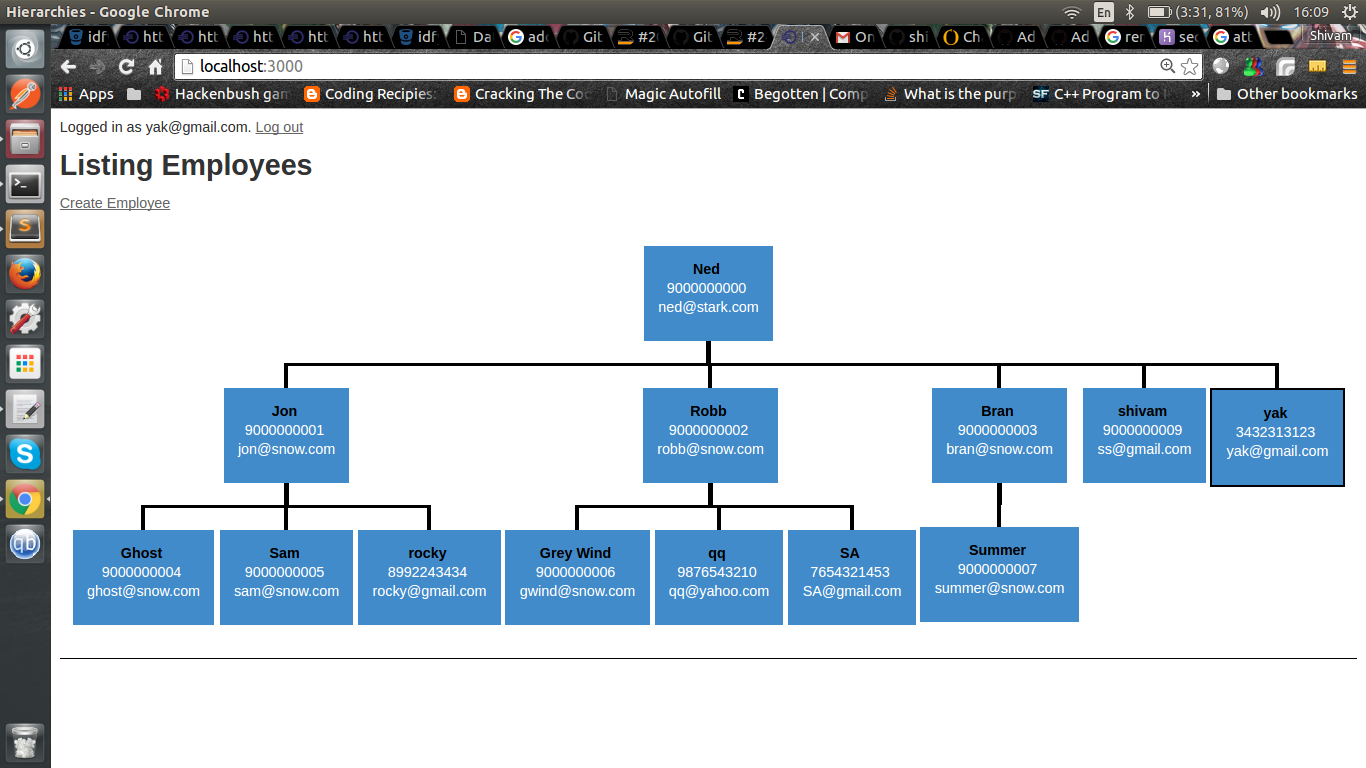 Hierarchies - Google Chrome
En (3:31, 81%) 16:09
idf htt htt htt htt htt idf Da ado Git #2 Git #2 On shi Ch Ad Ad rer sec att Shivam
localhost:3000
Apps Hackenbush gam Coding Recipies: Cracking The Co Magic Autofill Begotten | Comp What is the purp C++ Program to » Other bookmarks
Logged in as yak@gmail.com. Log out
Listing Employees
Create Employee
Ned
9000000000
ned@stark.com
Jon
9000000001
jon@snow.com
Robb
9000000002
robb@snow.com
Bran
9000000003
bran@snow.com
shivam
9000000009
ss@gmail.com
yak
3432313123
yak@gmail.com
Ghost
9000000004
ghost@snow.com
Sam
9000000005
sam@snow.com
rocky
8992243434
rocky@gmail.com
Grey Wind
9000000006
gwind@snow.com
qq
9876543210
qq@yahoo.com
SA
7654321453
SA@gmail.com
Summer
9000000007
summer@snow.com